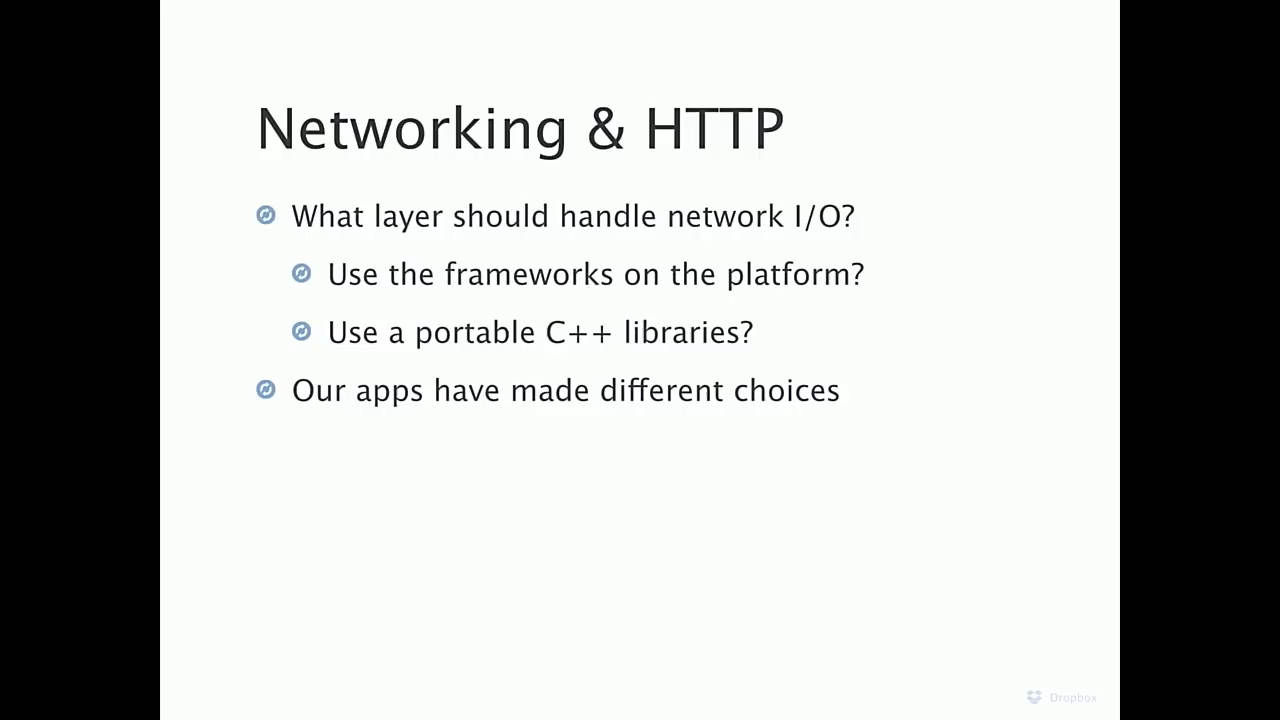 Networking & HTTP
What layer should handle network I/O?
Use the frameworks on the platform?
Use a portable C++ libraries?
Our apps have made different choices
Dropbox